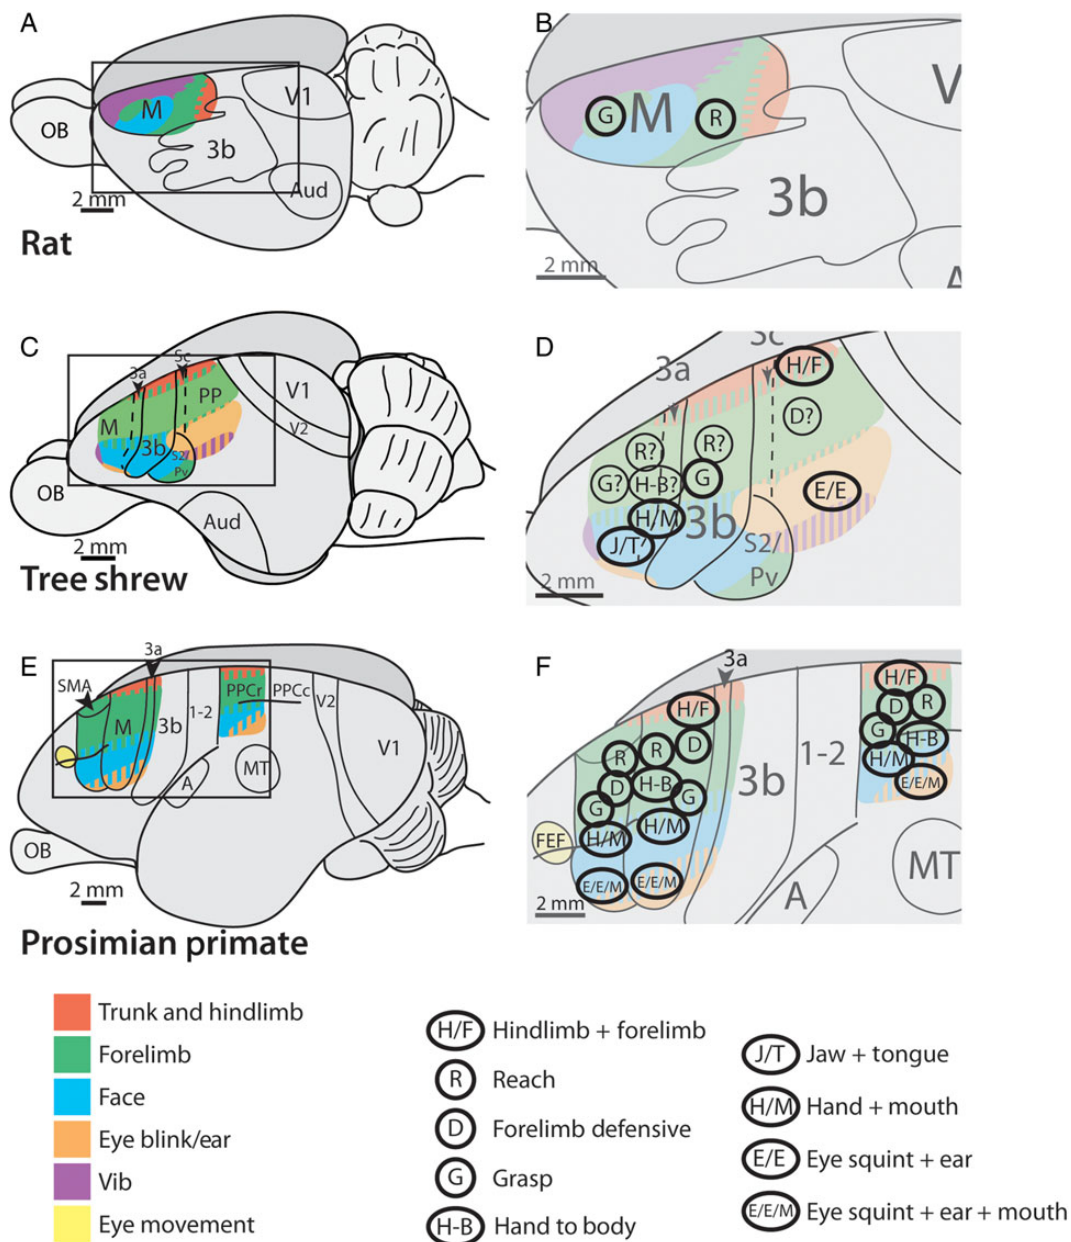 A
OB
M
V1
3b
Aud
2 mm
Rat
B
G
M
R
V
3b
2 mm
A
C
3a
Sc
PP
V1
M
V2
3b
S2/
Pv
OB
Aud
2 mm
Tree shrew
D
Sc
3a
H/F
D?
R?
R?
G?
H-B?
G
E/E
H/M
3b
J/T
S2/
Pv
2 mm
E
3a
SMA
PPCr
PPCc
V2
M
3b
1-2
V1
A
MT
OB
2 mm
Prosimian primate
F
3a
H/F
H/F
D
R
R
R
D
G
H-B
D
H-B
G
G
H/M
3b
1-2
H/M
H/M
E/E/M
FEF
E/E/M
E/E/M
MT
A
2 mm
Trunk and hindlimb
Forelimb
Face
Eye blink/ear
Vib
Eye movement
H/F Hindlimb + forelimb
R Reach
D Forelimb defensive
G Grasp
H-B Hand to body
J/T Jaw + tongue
H/M Hand + mouth
E/E Eye squint + ear
E/E/M Eye squint + ear + mouth